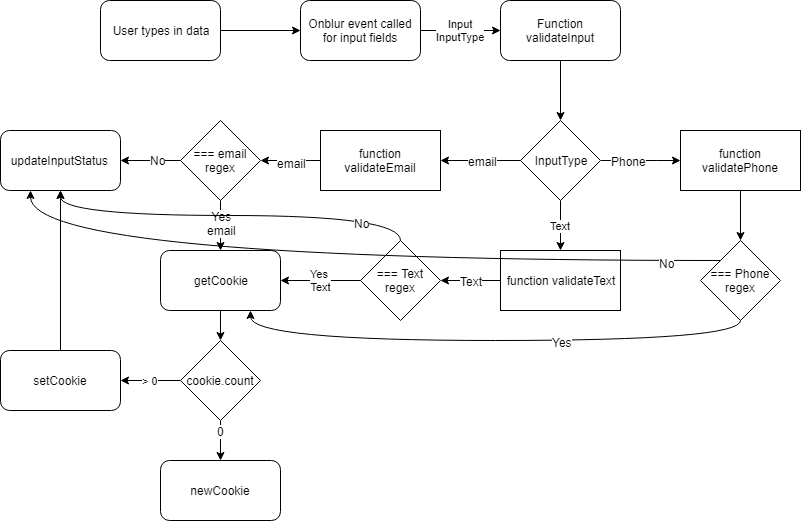 User types in data
Onblur event called
for input fields
Input
InputType
Function
validateInput
updateInputStatus
No
=== email
regex
email
function
validateEmail
email
InputType
Phone
function
validatePhone
Yes
email
No
Text
getCookie
Yes
Text
=== Text
regex
Text
function validateText
No
=== Phone
regex
Yes
setCookie
> 0
cookie.count
0
newCookie